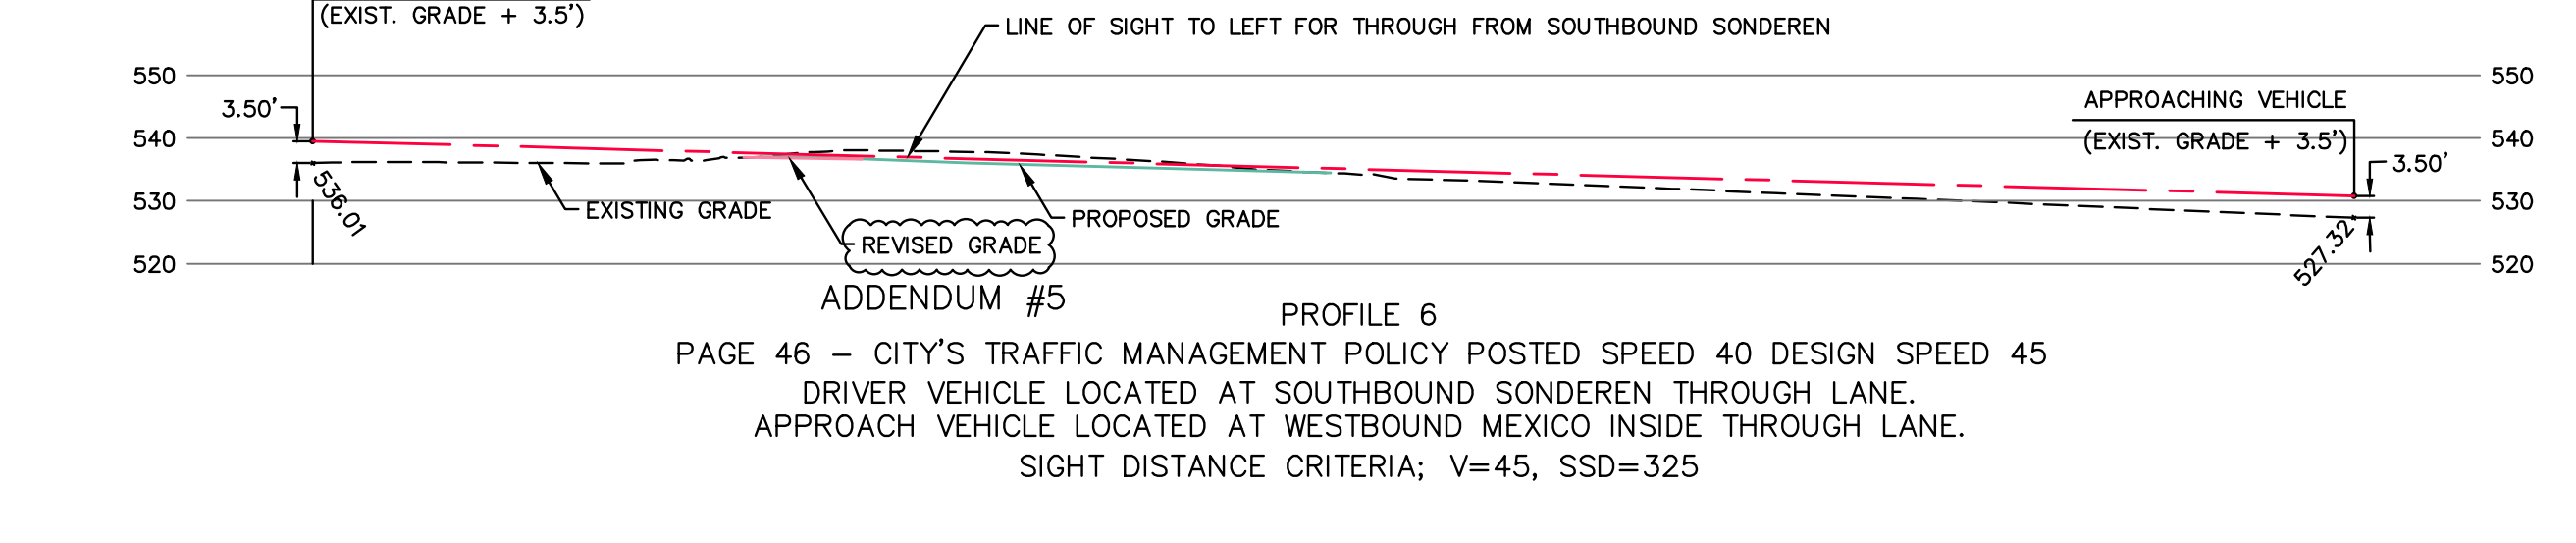 (EXIST. GRADE + 3.5')
LINE OF SIGHT TO LEFT FOR THROUGH FROM SOUTHBOUND SONDEREN
550
550
3.50'
APPROACHING VEHICLE
540
540
(EXIST. GRADE + 3.5')
3.50'
536.01
530
EXISTING GRADE
PROPOSED GRADE
530
REVISED GRADE
527.32
520
520
ADDENDUM #5
PROFILE 6
PAGE 46 – CITY'S TRAFFIC MANAGEMENT POLICY POSTED SPEED 40 DESIGN SPEED 45
DRIVER VEHICLE LOCATED AT SOUTHBOUND SONDEREN THROUGH LANE.
APPROACH VEHICLE LOCATED AT WESTBOUND MEXICO INSIDE THROUGH LANE.
SIGHT DISTANCE CRITERIA; V=45, SSD=325